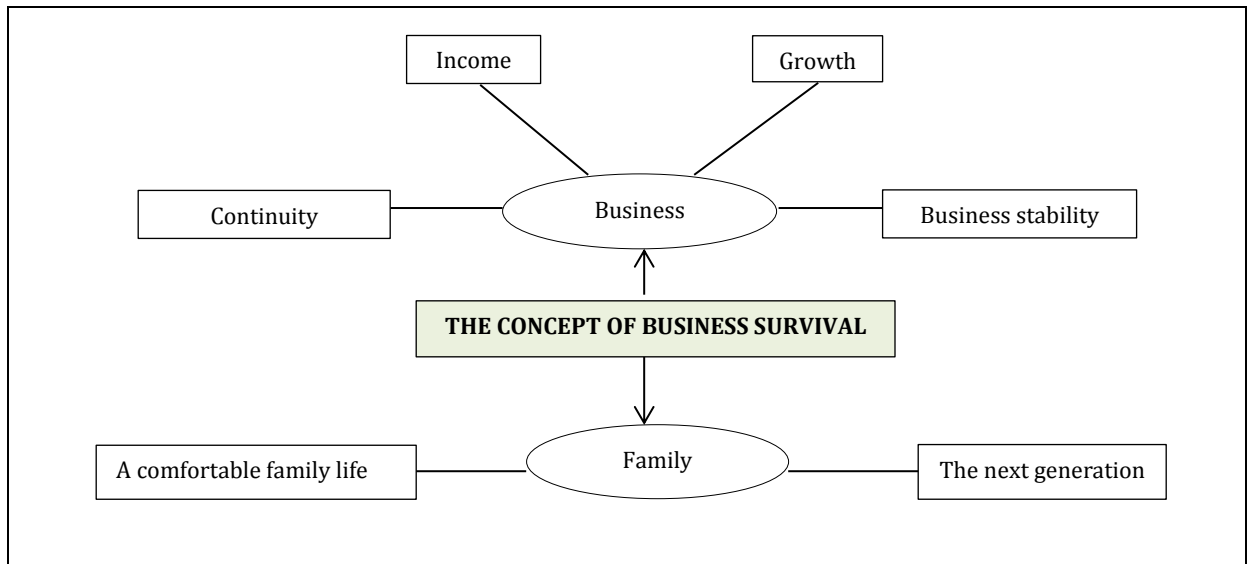 Income
Growth
Continuity
Business
Business stability
THE CONCEPT OF BUSINESS SURVIVAL
A comfortable family life
Family
The next generation